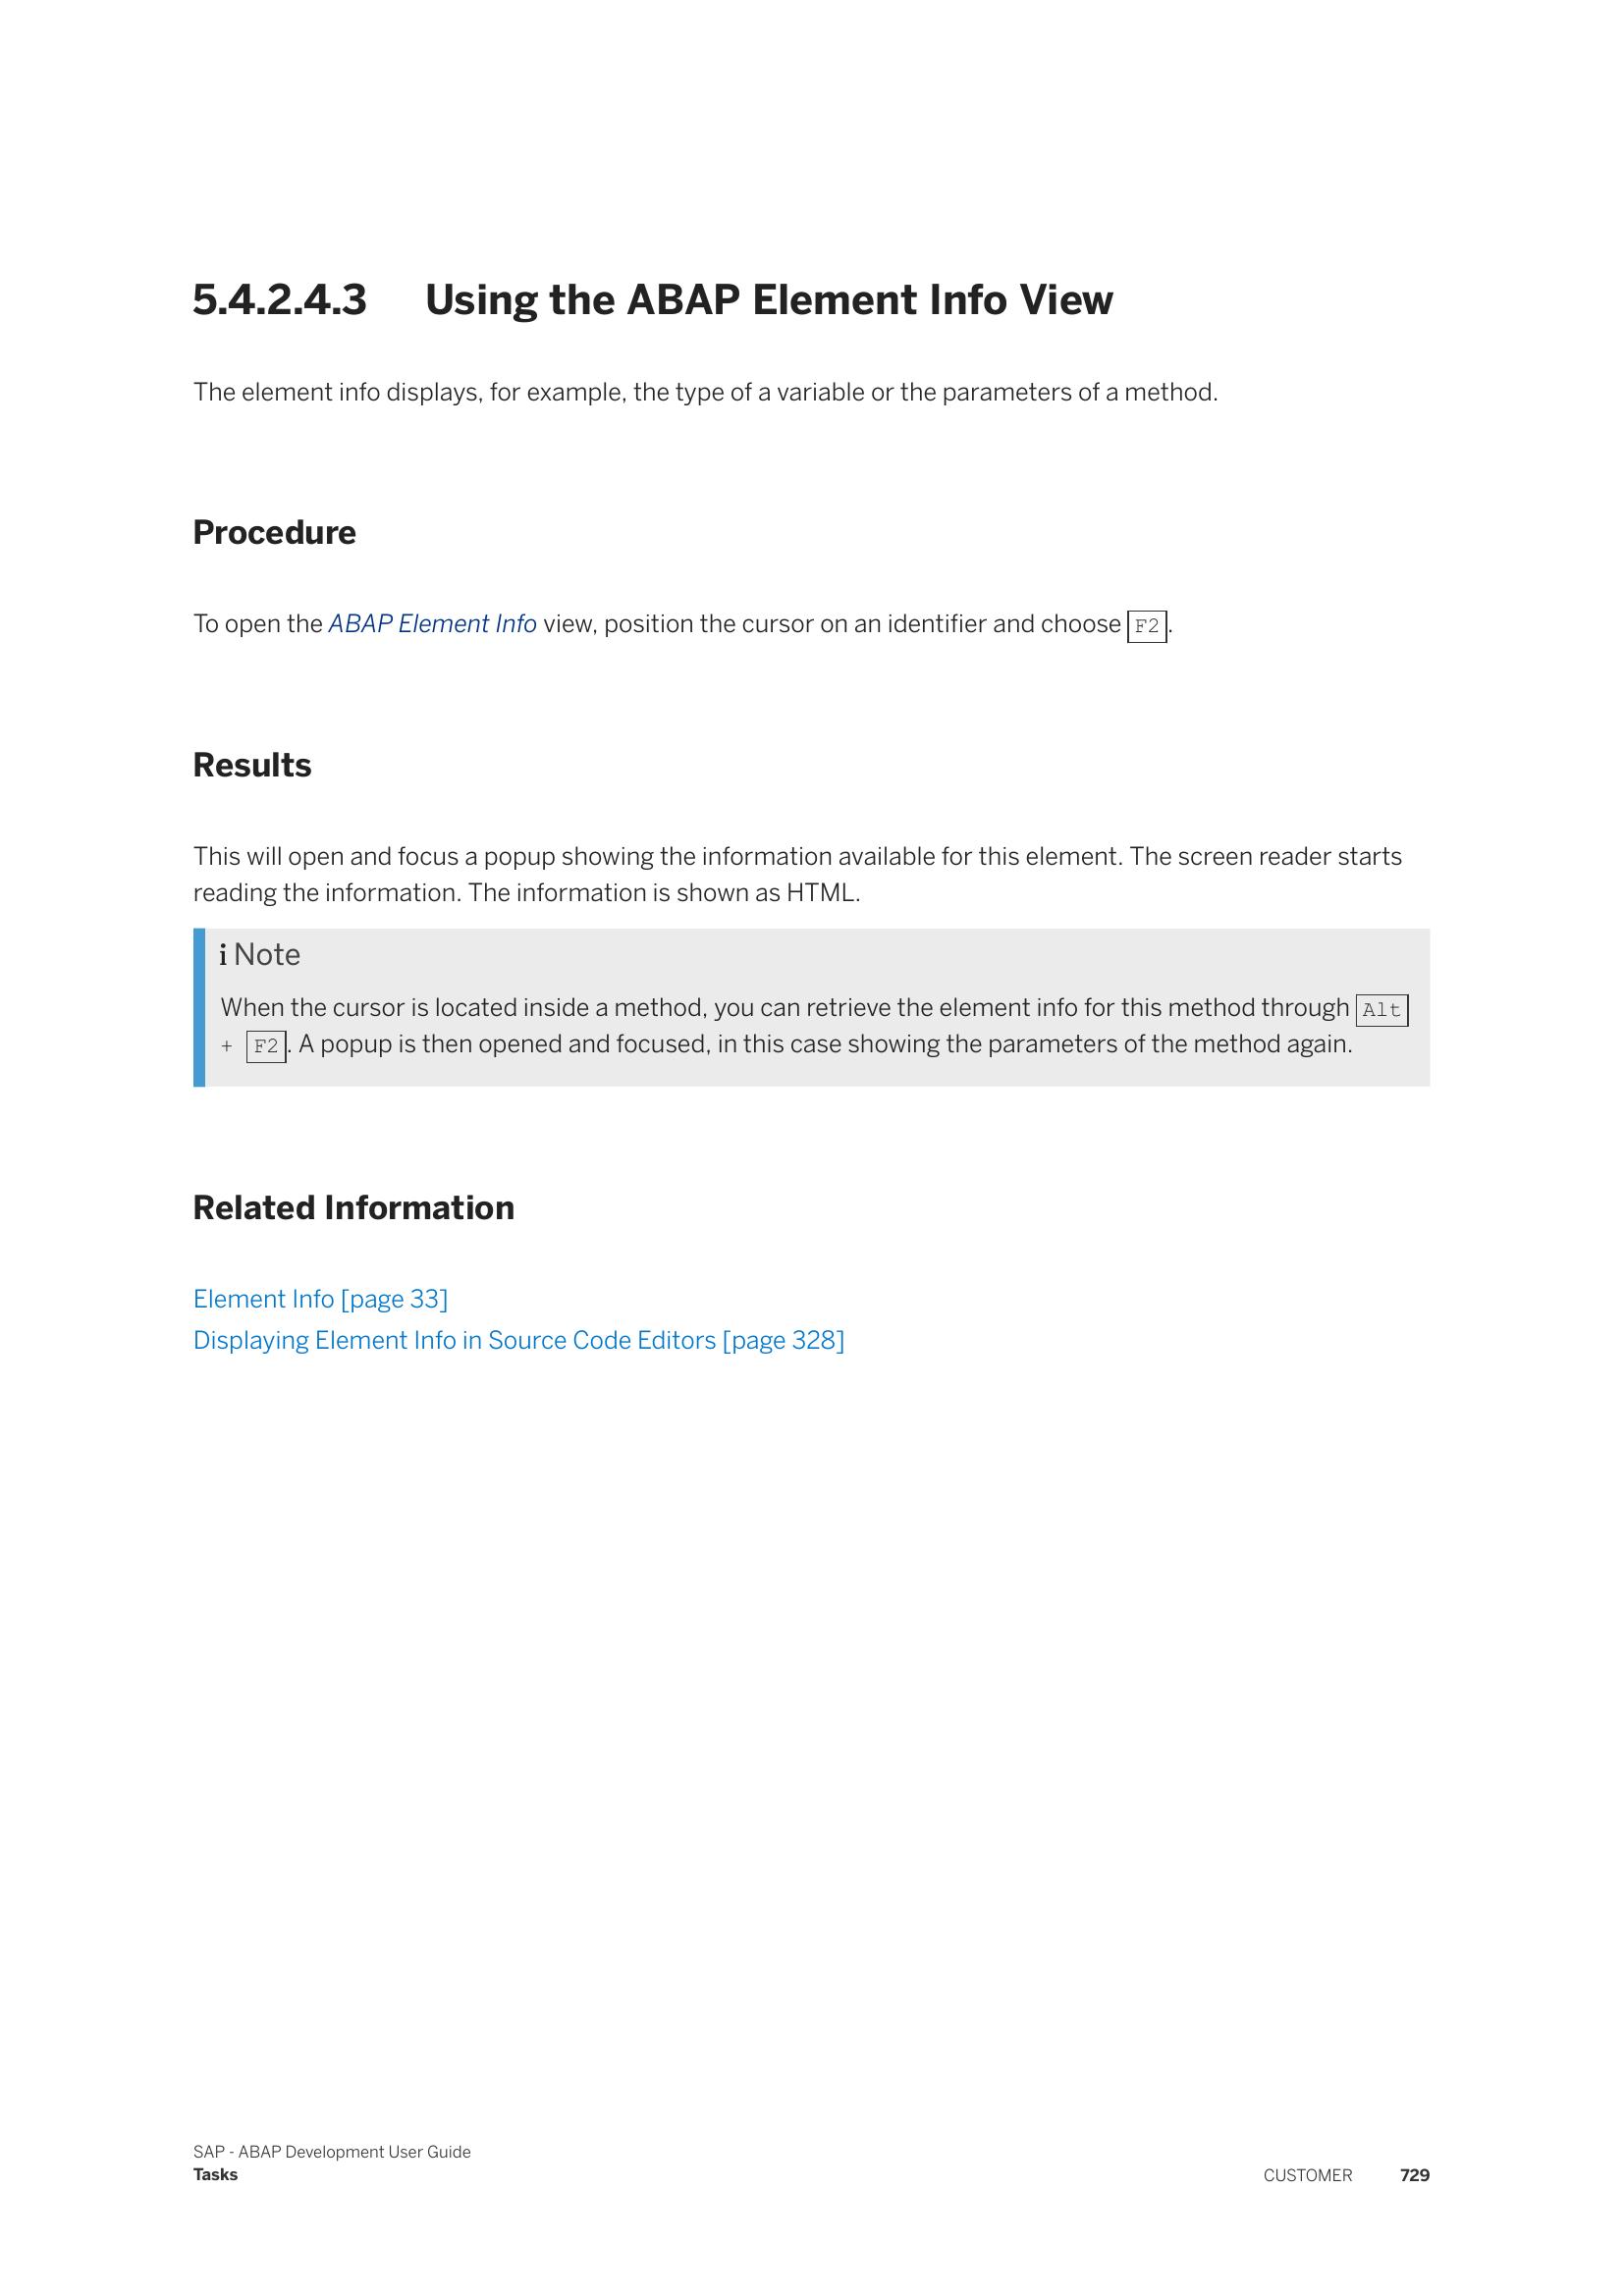 5.4.2.4.3 Using the ABAP Element Info View
The element info displays, for example, the type of a variable or the parameters of a method.
Procedure
To open the ABAP Element Info view, position the cursor on an identifier and choose F2.
Results
This will open and focus a popup showing the information available for this element. The screen reader starts
reading the information. The information is shown as HTML.
i Note
When the cursor is located inside a method, you can retrieve the element info for this method through Alt
+ F2. A popup is then opened and focused, in this case showing the parameters of the method again.
Related Information
Element Info [page 33]
Displaying Element Info in Source Code Editors [page 328]
SAP - ABAP Development User Guide
Tasks
CUSTOMER 729